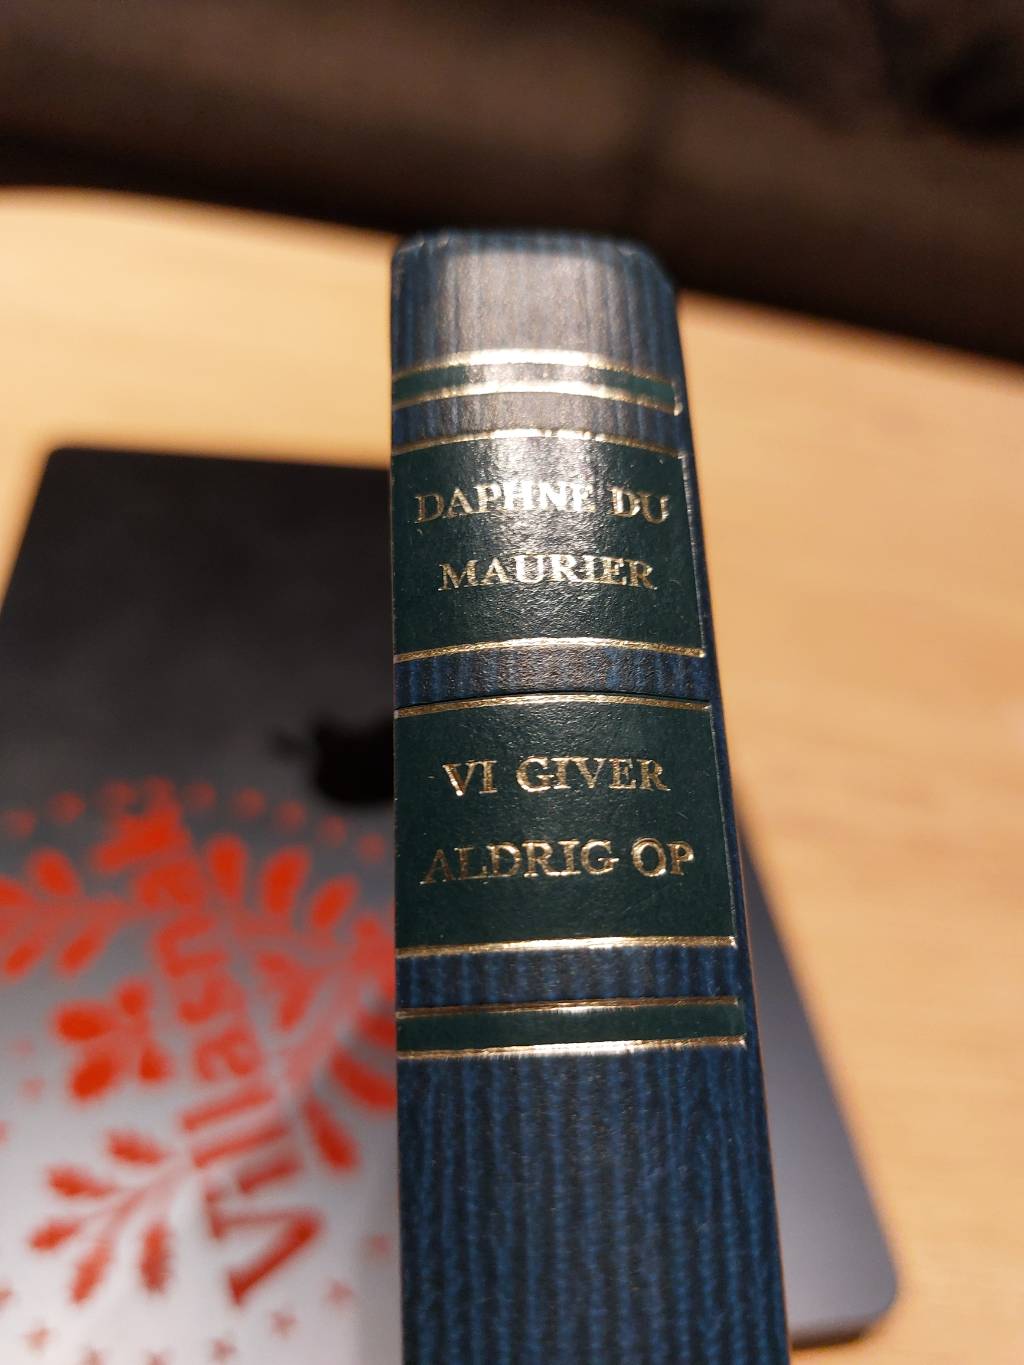 DAPHNE DU
MAURIER
VI GIVER
ALDRIG OP